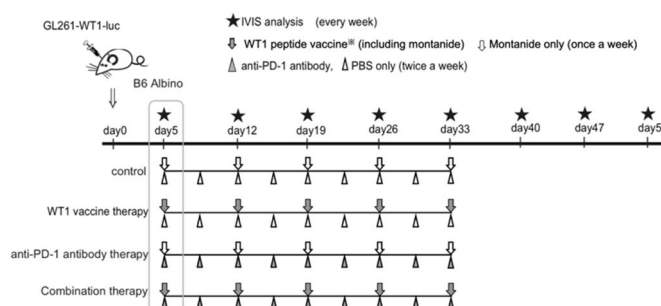 GL261-WT1-luc
IVIS analysis (every week)
WT1 peptide vaccine※ (including montanide) Montanide only (once a week)
anti-PD-1 antibody, PBS only (twice a week)
B6 Albino
day0 day5 day12 day19 day26 day33 day40 day47 day5
control
WT1 vaccine therapy
anti-PD-1 antibody therapy
Combination therapy